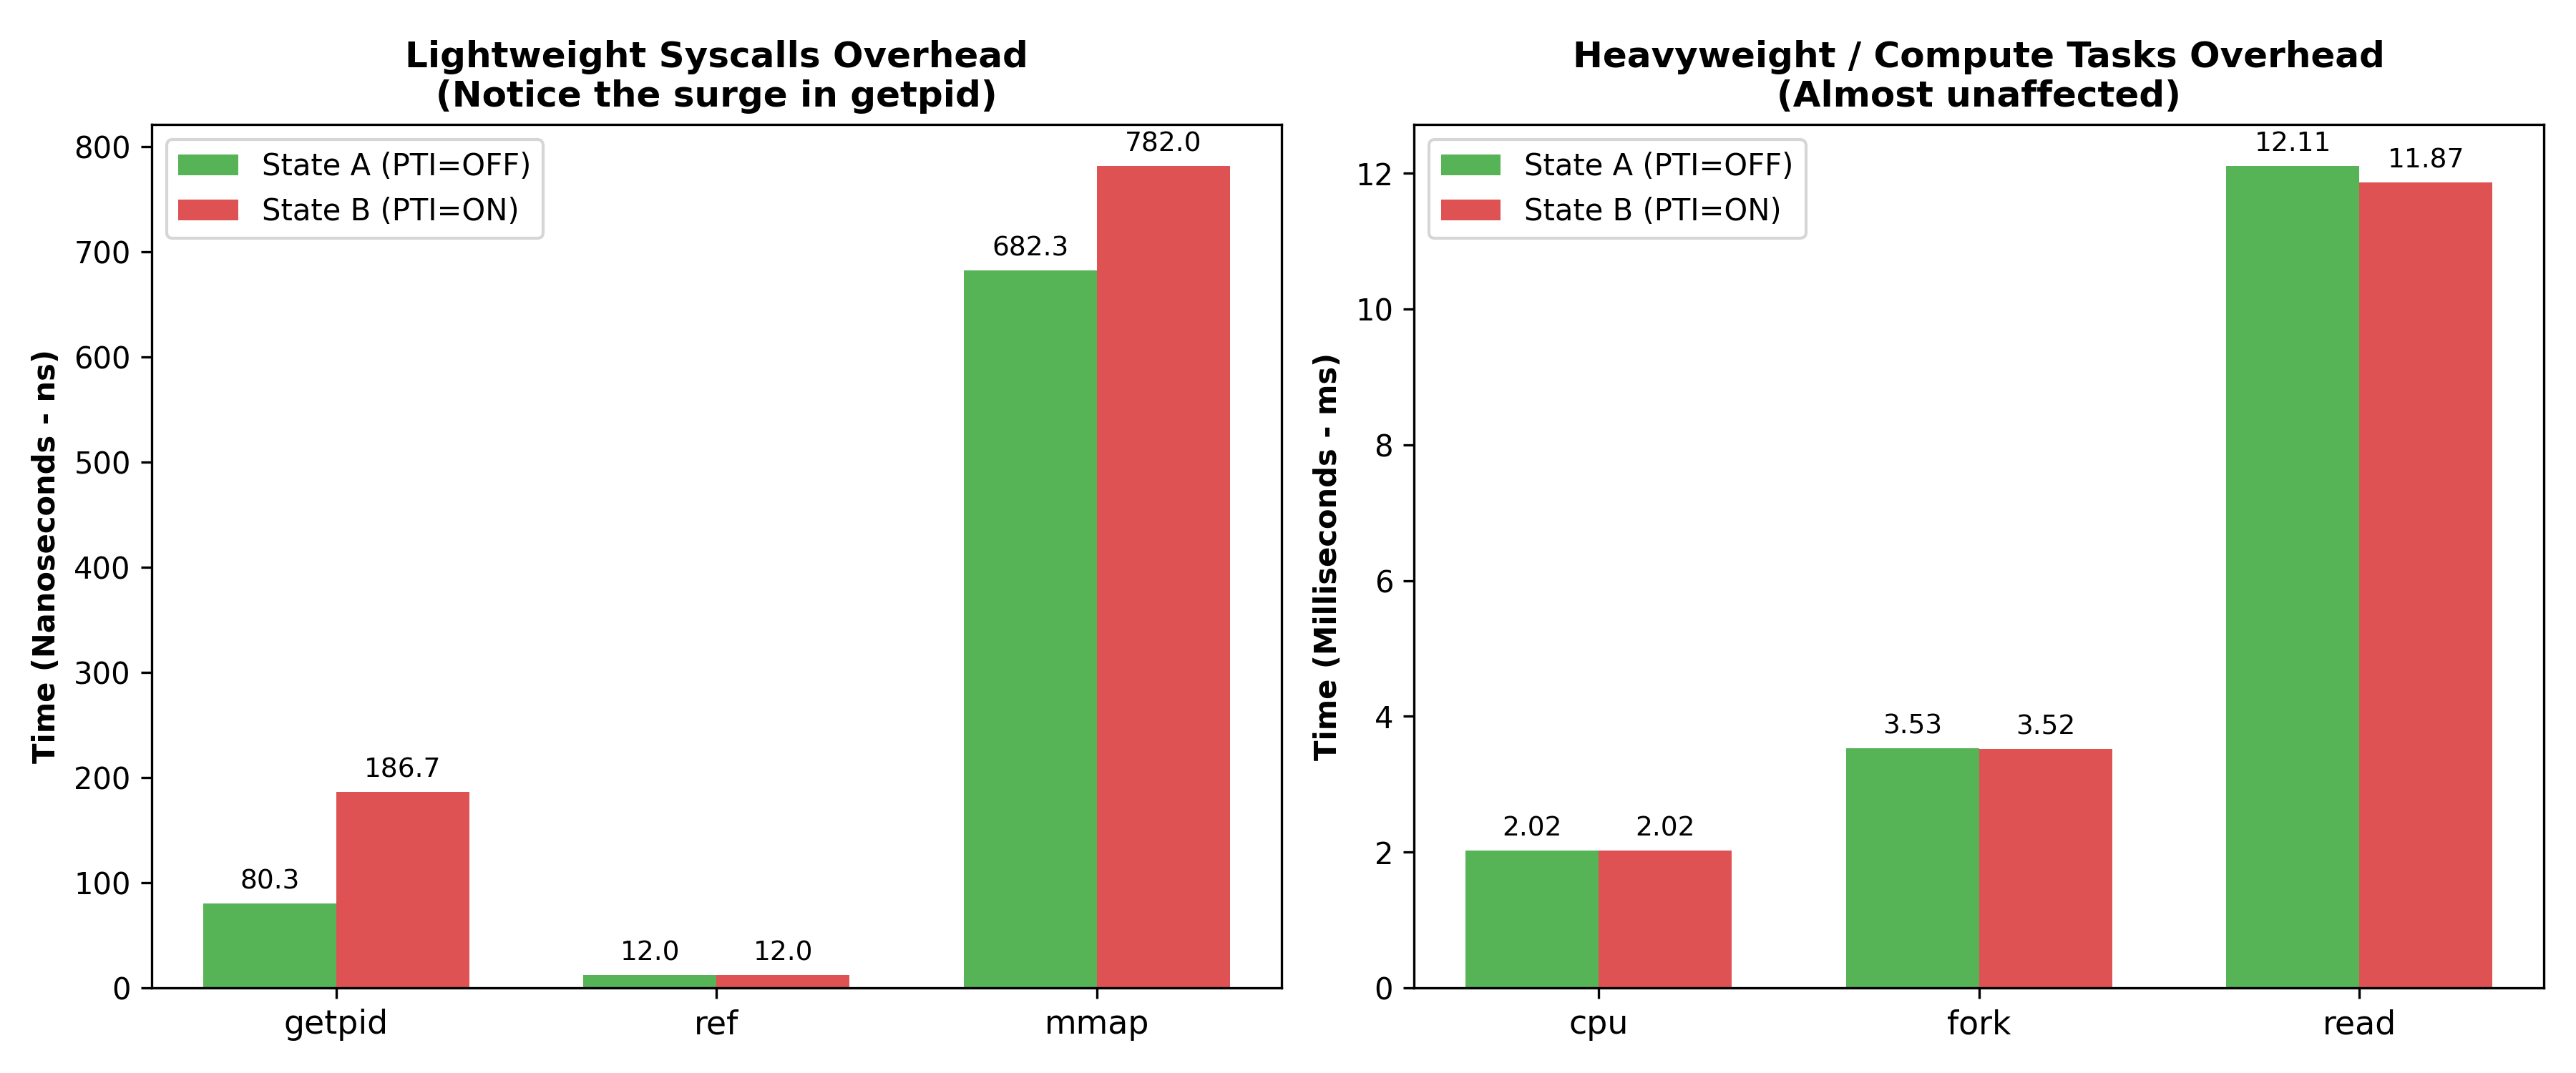 Lightweight Syscalls Overhead
(Notice the surge in getpid)
Time (Nanoseconds - ns)
800
700
600
500
400
300
200
100
0
State A (PTI=OFF)
State B (PTI=ON)
80.3
186.7
12.0
12.0
682.3
782.0
getpid
ref
mmap
Heavyweight / Compute Tasks Overhead
(Almost unaffected)
Time (Milliseconds - ms)
12
10
8
6
4
2
0
State A (PTI=OFF)
State B (PTI=ON)
2.02
2.02
3.53
3.52
12.11
11.87
cpu
fork
read